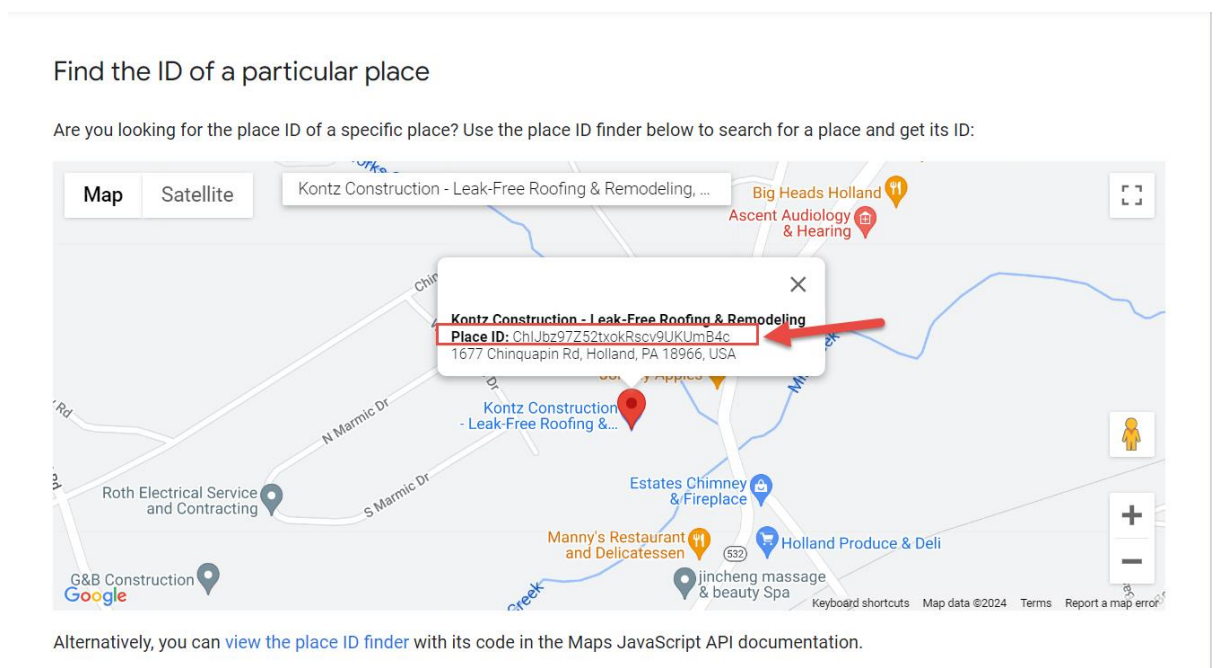 Find the ID of a particular place
Are you looking for the place ID of a specific place? Use the place ID finder below to search for a place and get its ID:
Map
Satellite
Kontz Construction - Leak-Free Roofing & Remodeling, ...
Big Heads Holland
Ascent Audiology
& Hearing
Kontz Construction - Leak-Free Roofing & Remodeling
Place ID: ChIJbz97Z52txokRscv9UKUmB4c
1677 Chinquapin Rd, Holland, PA 18966, USA
Dr
Rd
N Marmic Dr
Kontz Construction
- Leak-Free Roofing &...
S Marmic Dr
Roth Electrical Service
and Contracting
Estates Chimney
& Fireplace
Manny's Restaurant
and Delicatessen
532
Holland Produce & Deli
G&B Construction
jincheng massage
& beauty Spa
Creek
Google
Keyboard shortcuts
Map data ©2024
Terms
Report a map error
Alternatively, you can view the place ID finder with its code in the Maps JavaScript API documentation.